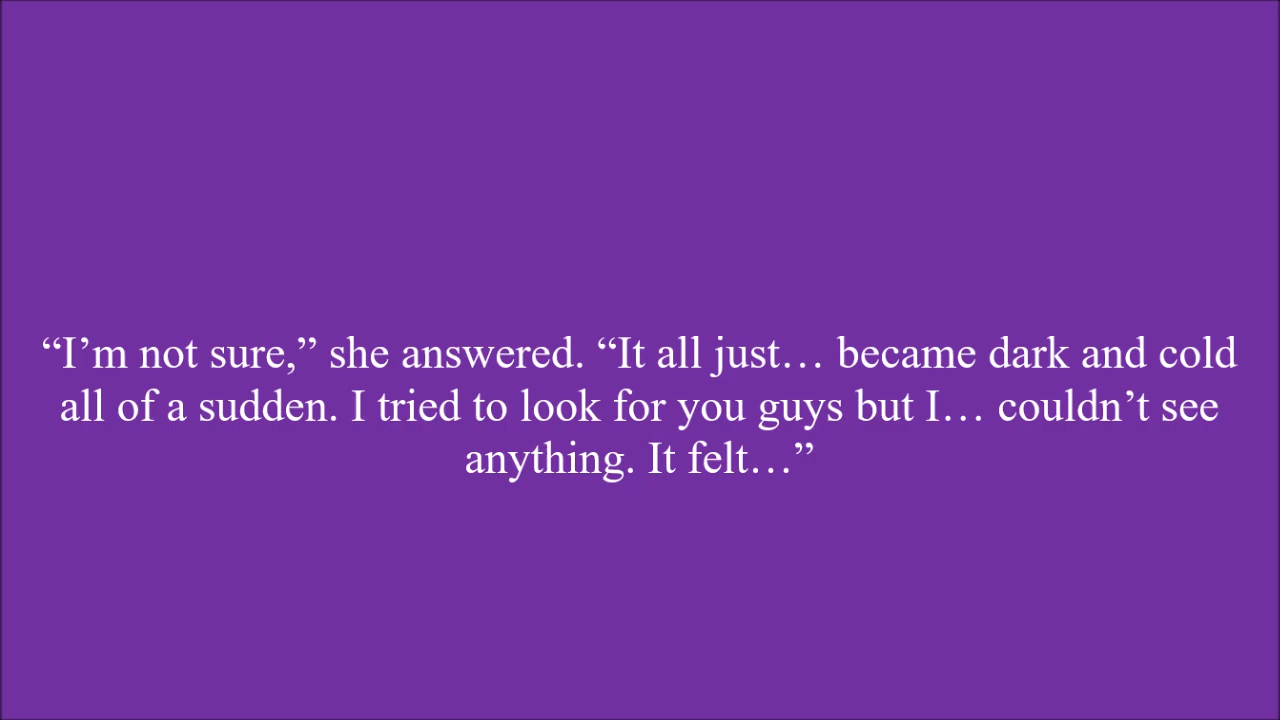 “I’m not sure,” she answered. “It all just… became dark and cold
all of a sudden. I tried to look for you guys but I… couldn’t see
anything. It felt…”